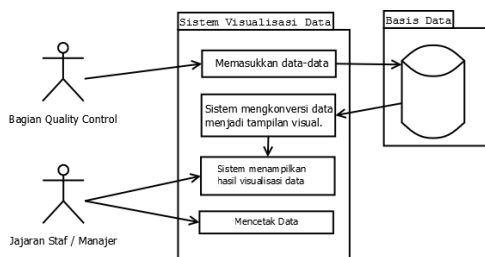 Sistem Visualisasi Data
Basis Data
Memasukkan data-data
Bagian Quality Control
Sistem mengkonversi data
menjadi tampilan visual.
Sistem menampilkan
hasil visualisasi data
Mencetak Data
Jajaran Staf / Manajer